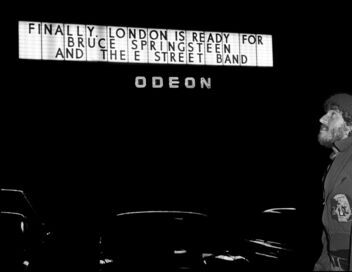 FINALLY. LONDON IS READY FOR
BRUCE SPRINGSTEEN
AND THE E STREET BAND
ODEON